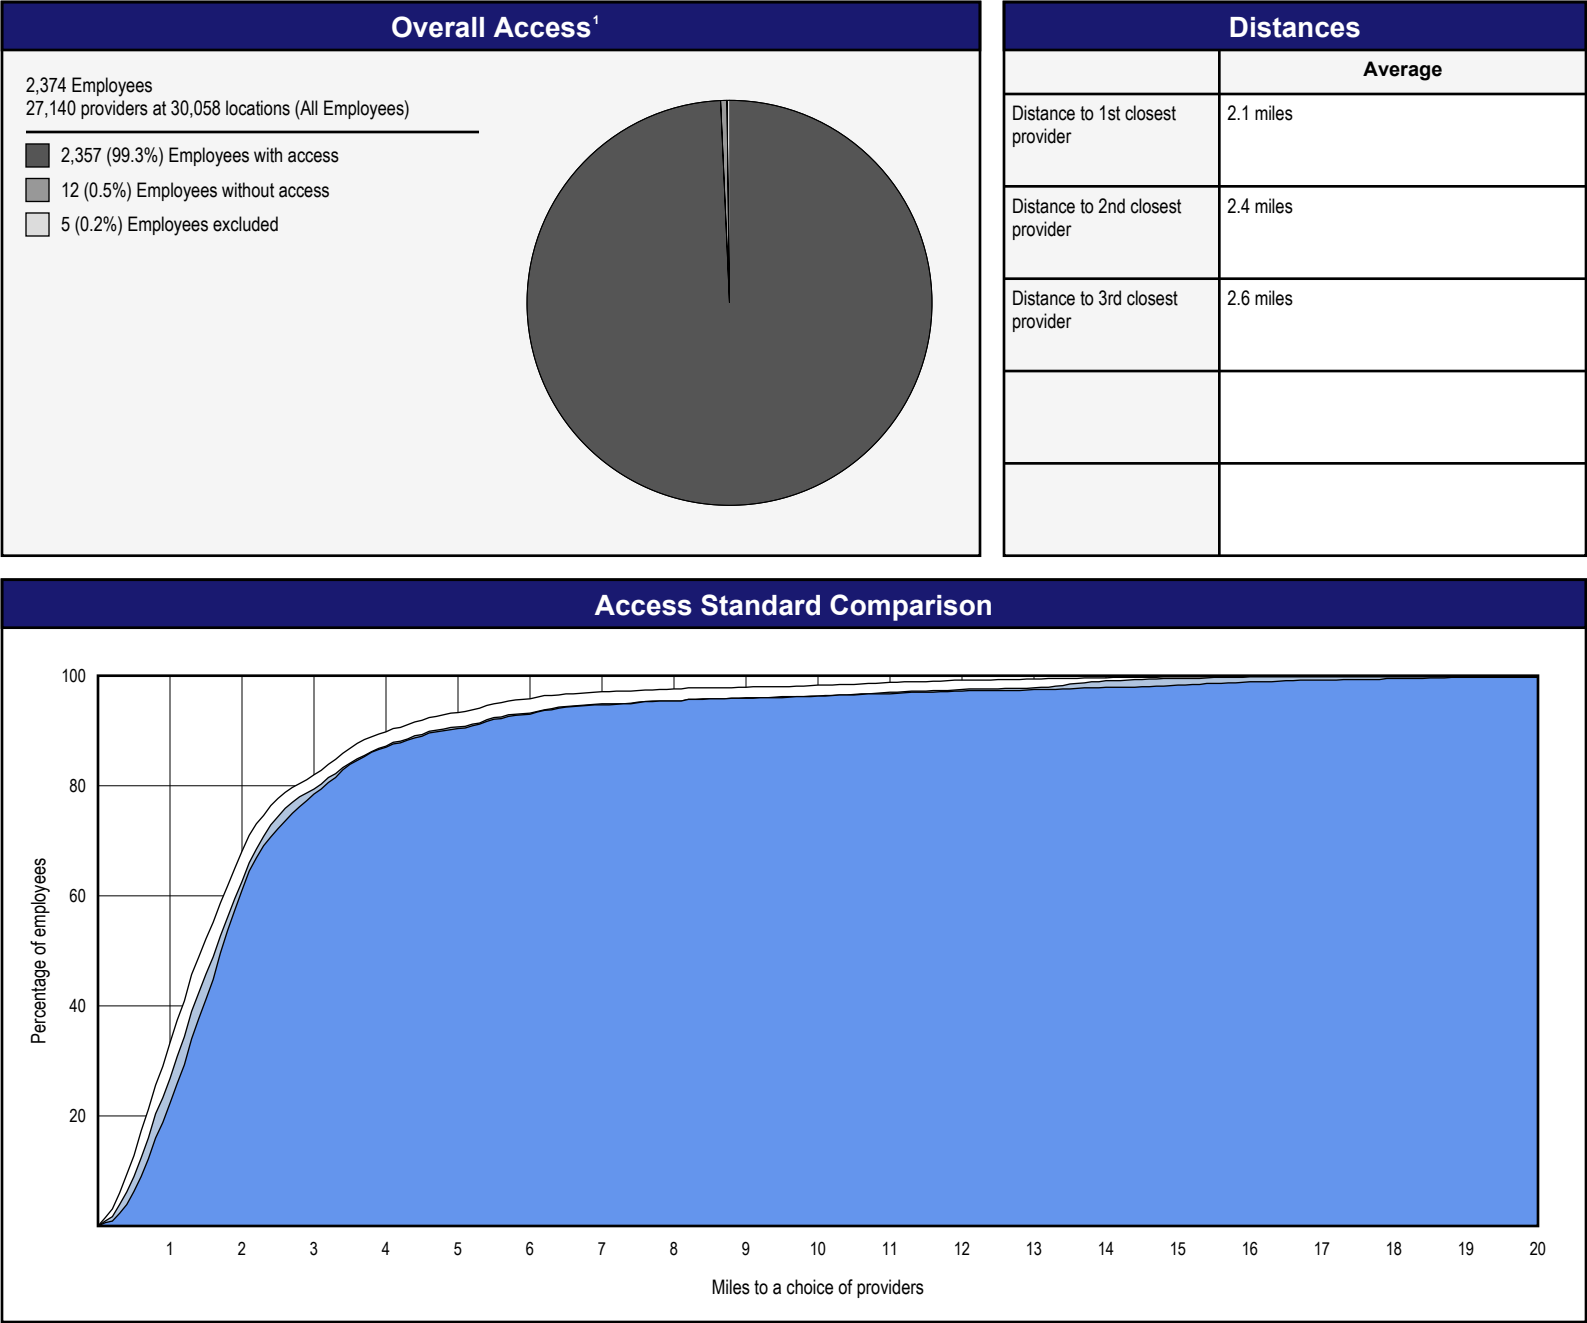 Overall Access¹
2,374 Employees
27,140 providers at 30,058 locations (All Employees)
2,357 (99.3%) Employees with access
12 (0.5%) Employees without access
5 (0.2%) Employees excluded
Distances
Average
Distance to 1st closest
provider
2.1 miles
Distance to 2nd closest
provider
2.4 miles
Distance to 3rd closest
provider
2.6 miles
Access Standard Comparison
Percentage of employees
100
80
60
40
20
1 2 3 4 5 6 7 8 9 10 11 12 13 14 15 16 17 18 19 20
Miles to a choice of providers